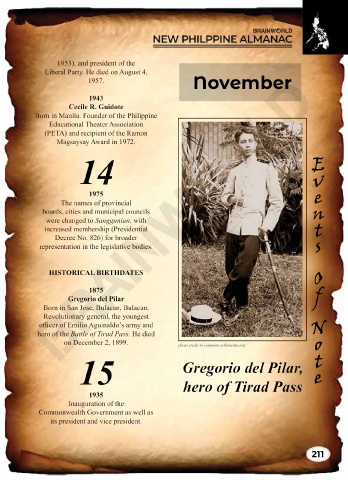 BRAINWORLD
NEW PHILPPINE ALMANAC
November
1953), and president of the
Liberal Party. He died on August 4,
1957.
1943
Cecile R. Guidote
Born in Manila. Founder of the Philippine
Educational Theater Association
(PETA) and recipient of the Ramon
Magsaysay Award in 1972.
14
1975
The names of provincial
boards, cities and municipal councils
were changed to Sangunian, with
increased membership (Presidential
Decree No. 826) for broader
representation in the legislative bodies.
HISTORICAL BIRTHDATES
1875
Gregorio del Pilar
Born in San Jose, Bulacan, Bulacan.
Revolutionary general, the youngest
officer of Emilio Aguinaldo's army and
hero of the Battle of Tirad Pass. He died
on December 2, 1899.
15
1935
Inauguration of the
Commonwealth Government as well as
its president and vice president.
photo credit to commons.wikimedia.org
Gregorio del Pilar,
hero of Tirad Pass
Events Of Note
211